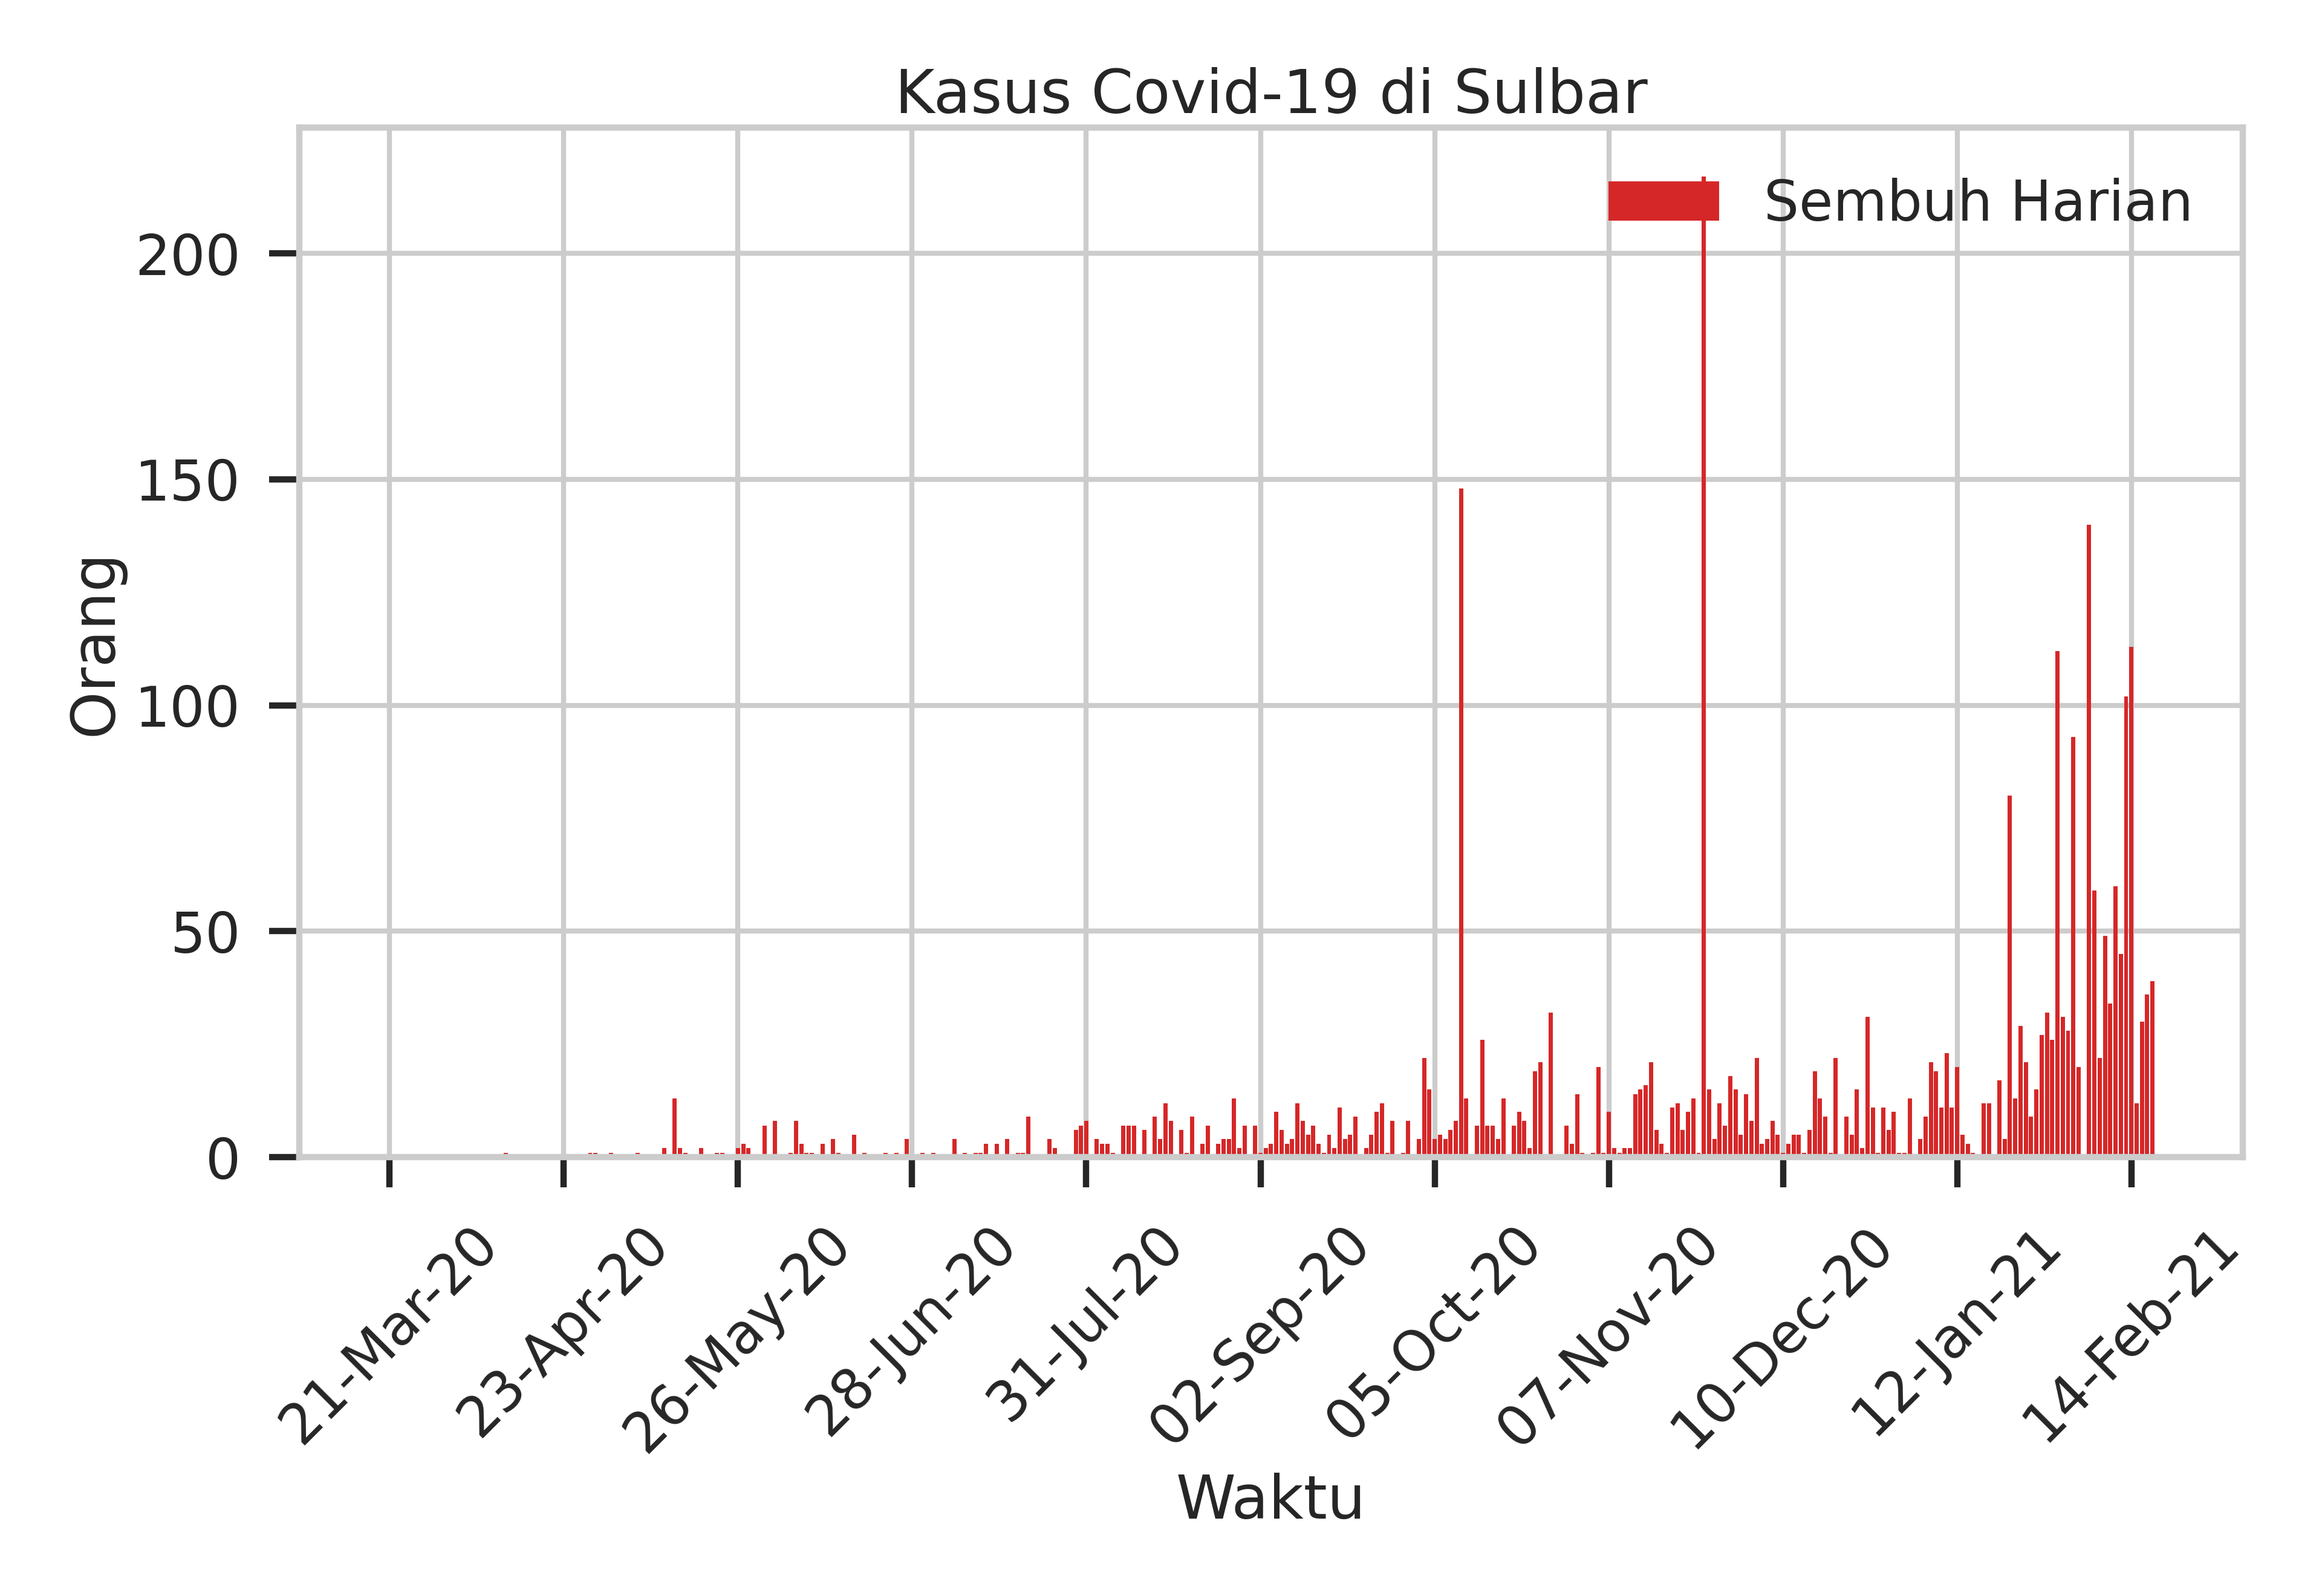 Kasus Covid-19 di Sulbar
Sembuh Harian
Orang
200
150
100
50
0
21-Mar-20
23-Apr-20
26-May-20
28-Jun-20
31-Jul-20
02-Sep-20
05-Oct-20
07-Nov-20
10-Dec-20
12-Jan-21
14-Feb-21
Waktu